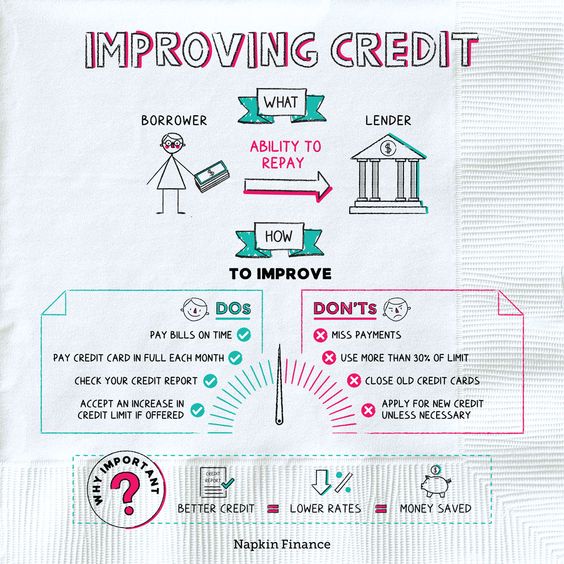 IMPROVING CREDIT
WHAT
BORROWER
LENDER
ABILITY TO
REPAY
$
$
HOW
TO IMPROVE
DOs
PAY BILLS ON TIME
PAY CREDIT CARD IN FULL EACH MONTH
CHECK YOUR CREDIT REPORT
ACCEPT AN INCREASE IN
CREDIT LIMIT IF OFFERED
DON'Ts
MISS PAYMENTS
USE MORE THAN 30% OF LIMIT
CLOSE OLD CREDIT CARDS
APPLY FOR NEW CREDIT
UNLESS NECESSARY
WHY IMPORTANT
?
CREDIT
REPORT
%
$
BETTER CREDIT = LOWER RATES = MONEY SAVED
Napkin Finance